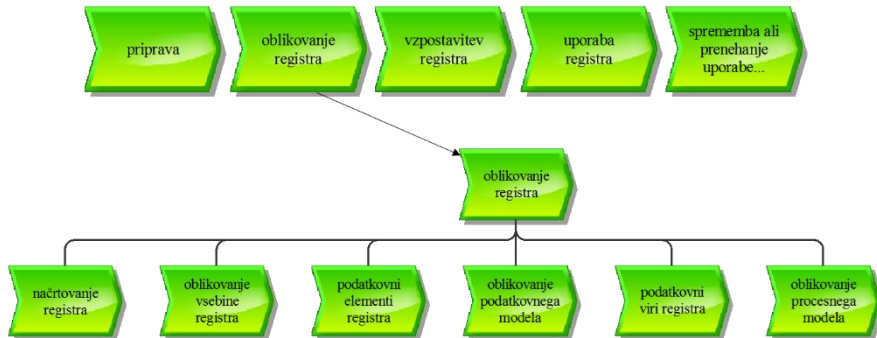 priprava
oblikovanje
registra
vzpostavitev
registra
uporaba
registra
sprememba ali
prenehanje
uporabe...
oblikovanje
registra
načrtovanje
registra
oblikovanje
vsebine
registra
podatkovni
elementi
registra
oblikovanje
podatkovnega
modela
podatkovni
viri registra
oblikovanje
procesnega
modela